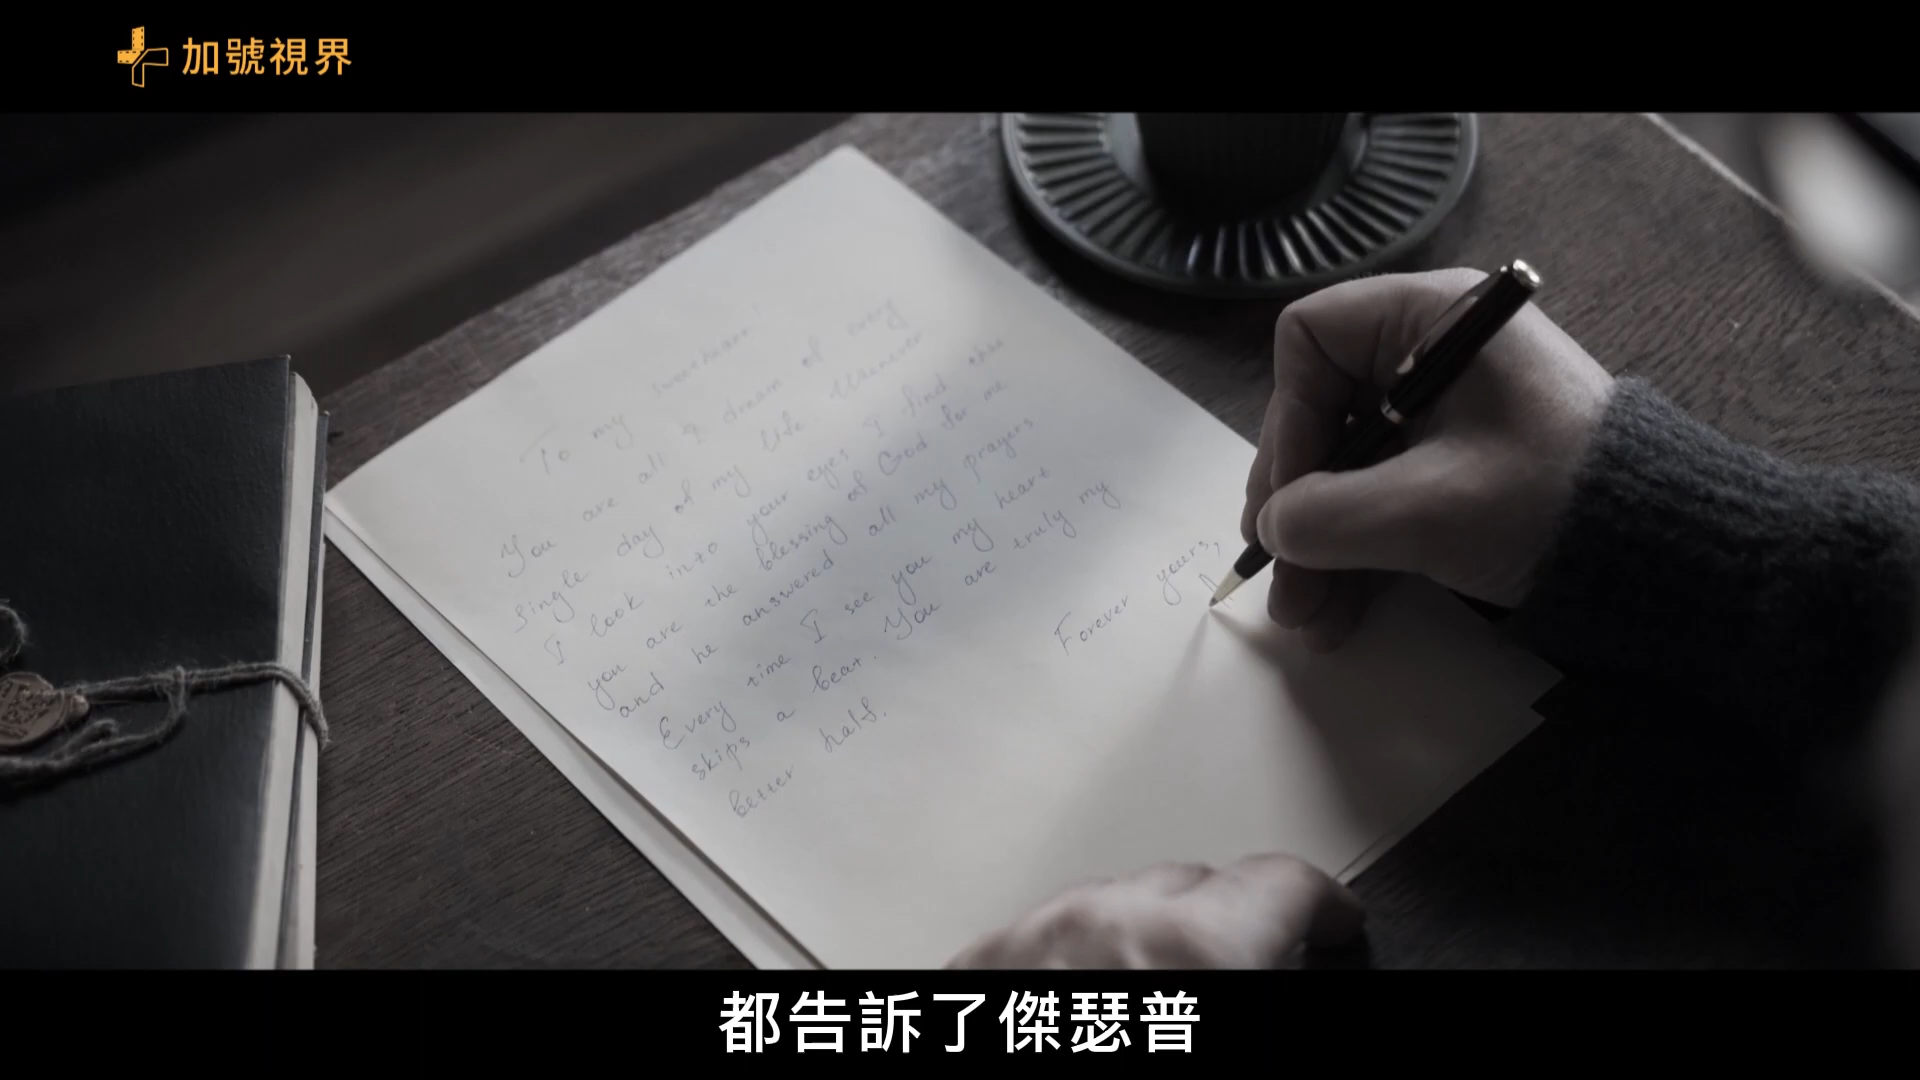 加號視界
To my sweetheart!
You are all I dream of every
single day of my life. Whenever
I look into your eyes I find that
you are the blessing of God for me
and he answered all my prayers
Every time I see you my heart
skips a beat. You are truly my
better half.
Forever yours,
A
都告訴了傑瑟普